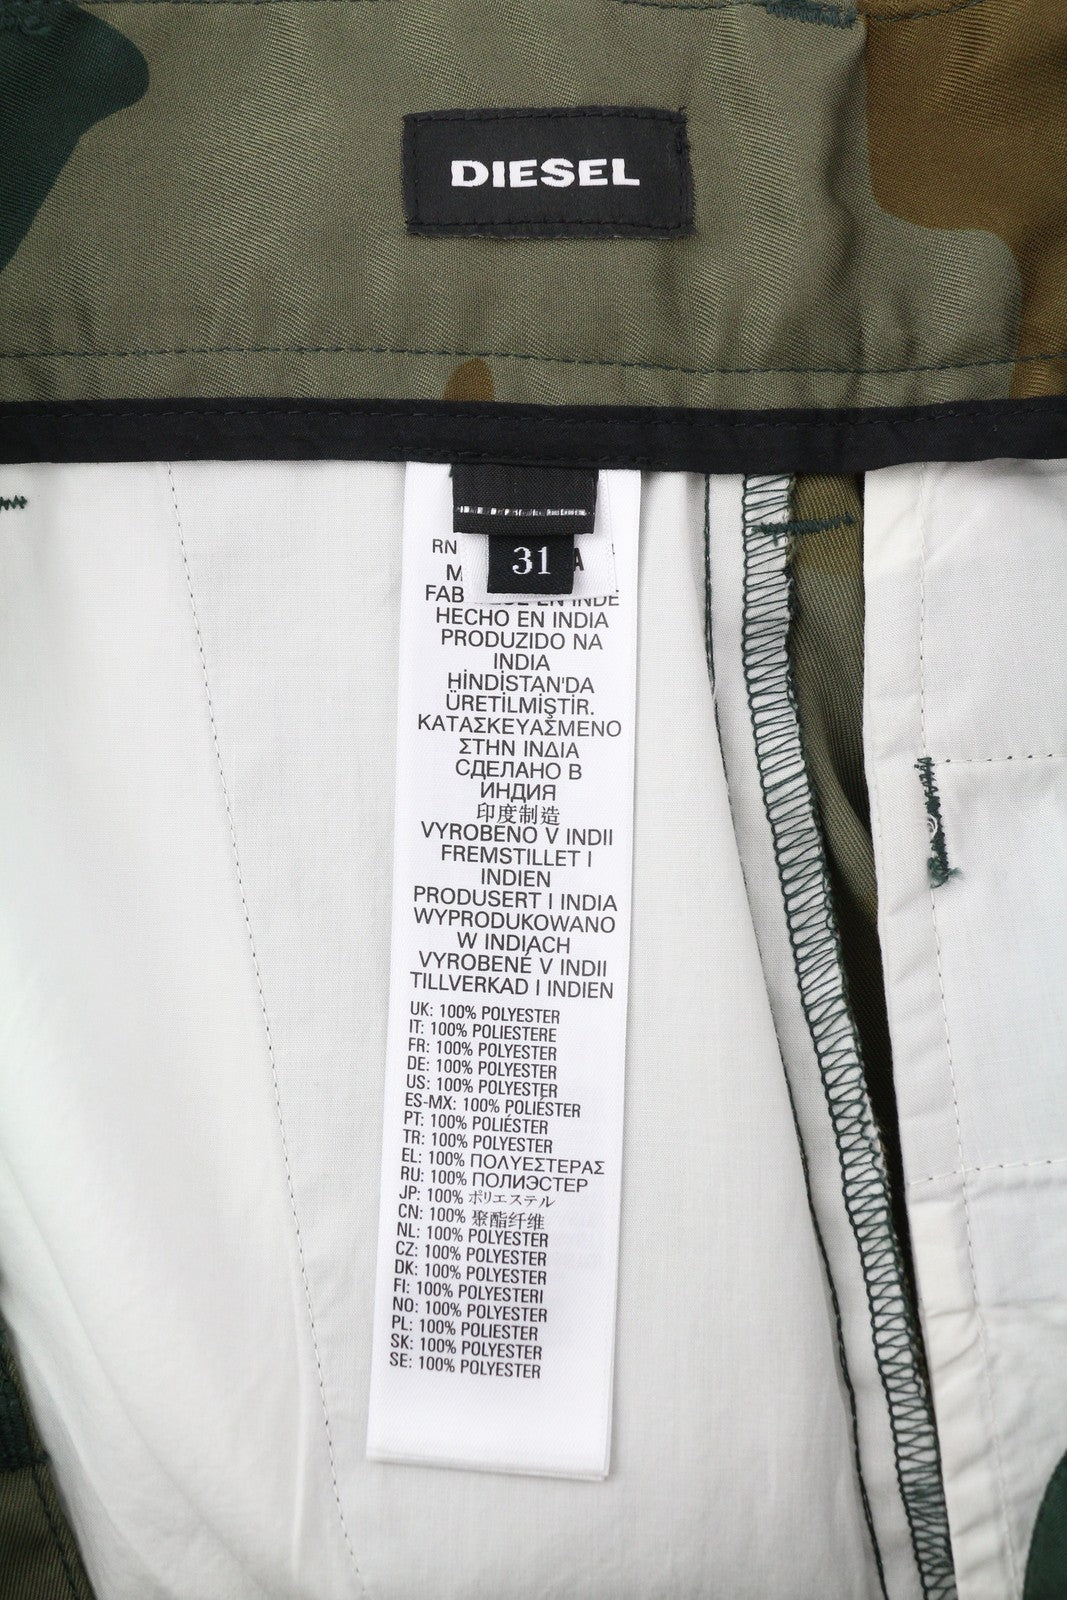 DIESEL
31
RN
FAB
EN INDE
HECHO EN INDIA
PRODUZIDO NA
INDIA
HİNDİSTAN'DA
ÜRETİLMİŞTİR.
ΚΑΤΑΣΚΕΥΑΣΜΕΝΟ
ΣΤΗΝ ΙΝΔΙΑ
СДЕЛАНО В
ИНДИЯ
印度制造
VYROBENO V INDII
FREMSTILLET I
INDIEN
PRODUSERT I INDIA
WYPRODUKOWANO
W INDIACH
VYROBENÉ V INDII
TILLVERKAD I INDIEN
UK: 100% POLYESTER
IT: 100% POLIESTERE
FR: 100% POLYESTER
DE: 100% POLYESTER
US: 100% POLYESTER
ES-MX: 100% POLIÉSTER
PT: 100% POLIÉSTER
TR: 100% POLYESTER
EL: 100% ΠΟΛΥΕΣΤΕΡΑΣ
RU: 100% ПОЛИЭСТЕР
JP: 100% ポリエステル
CN: 100% 聚酯纤维
NL: 100% POLYESTER
CZ: 100% POLYESTER
DK: 100% POLYESTER
FI: 100% POLYESTERI
NO: 100% POLYESTER
PL: 100% POLIESTER
SK: 100% POLYESTER
SE: 100% POLYESTER